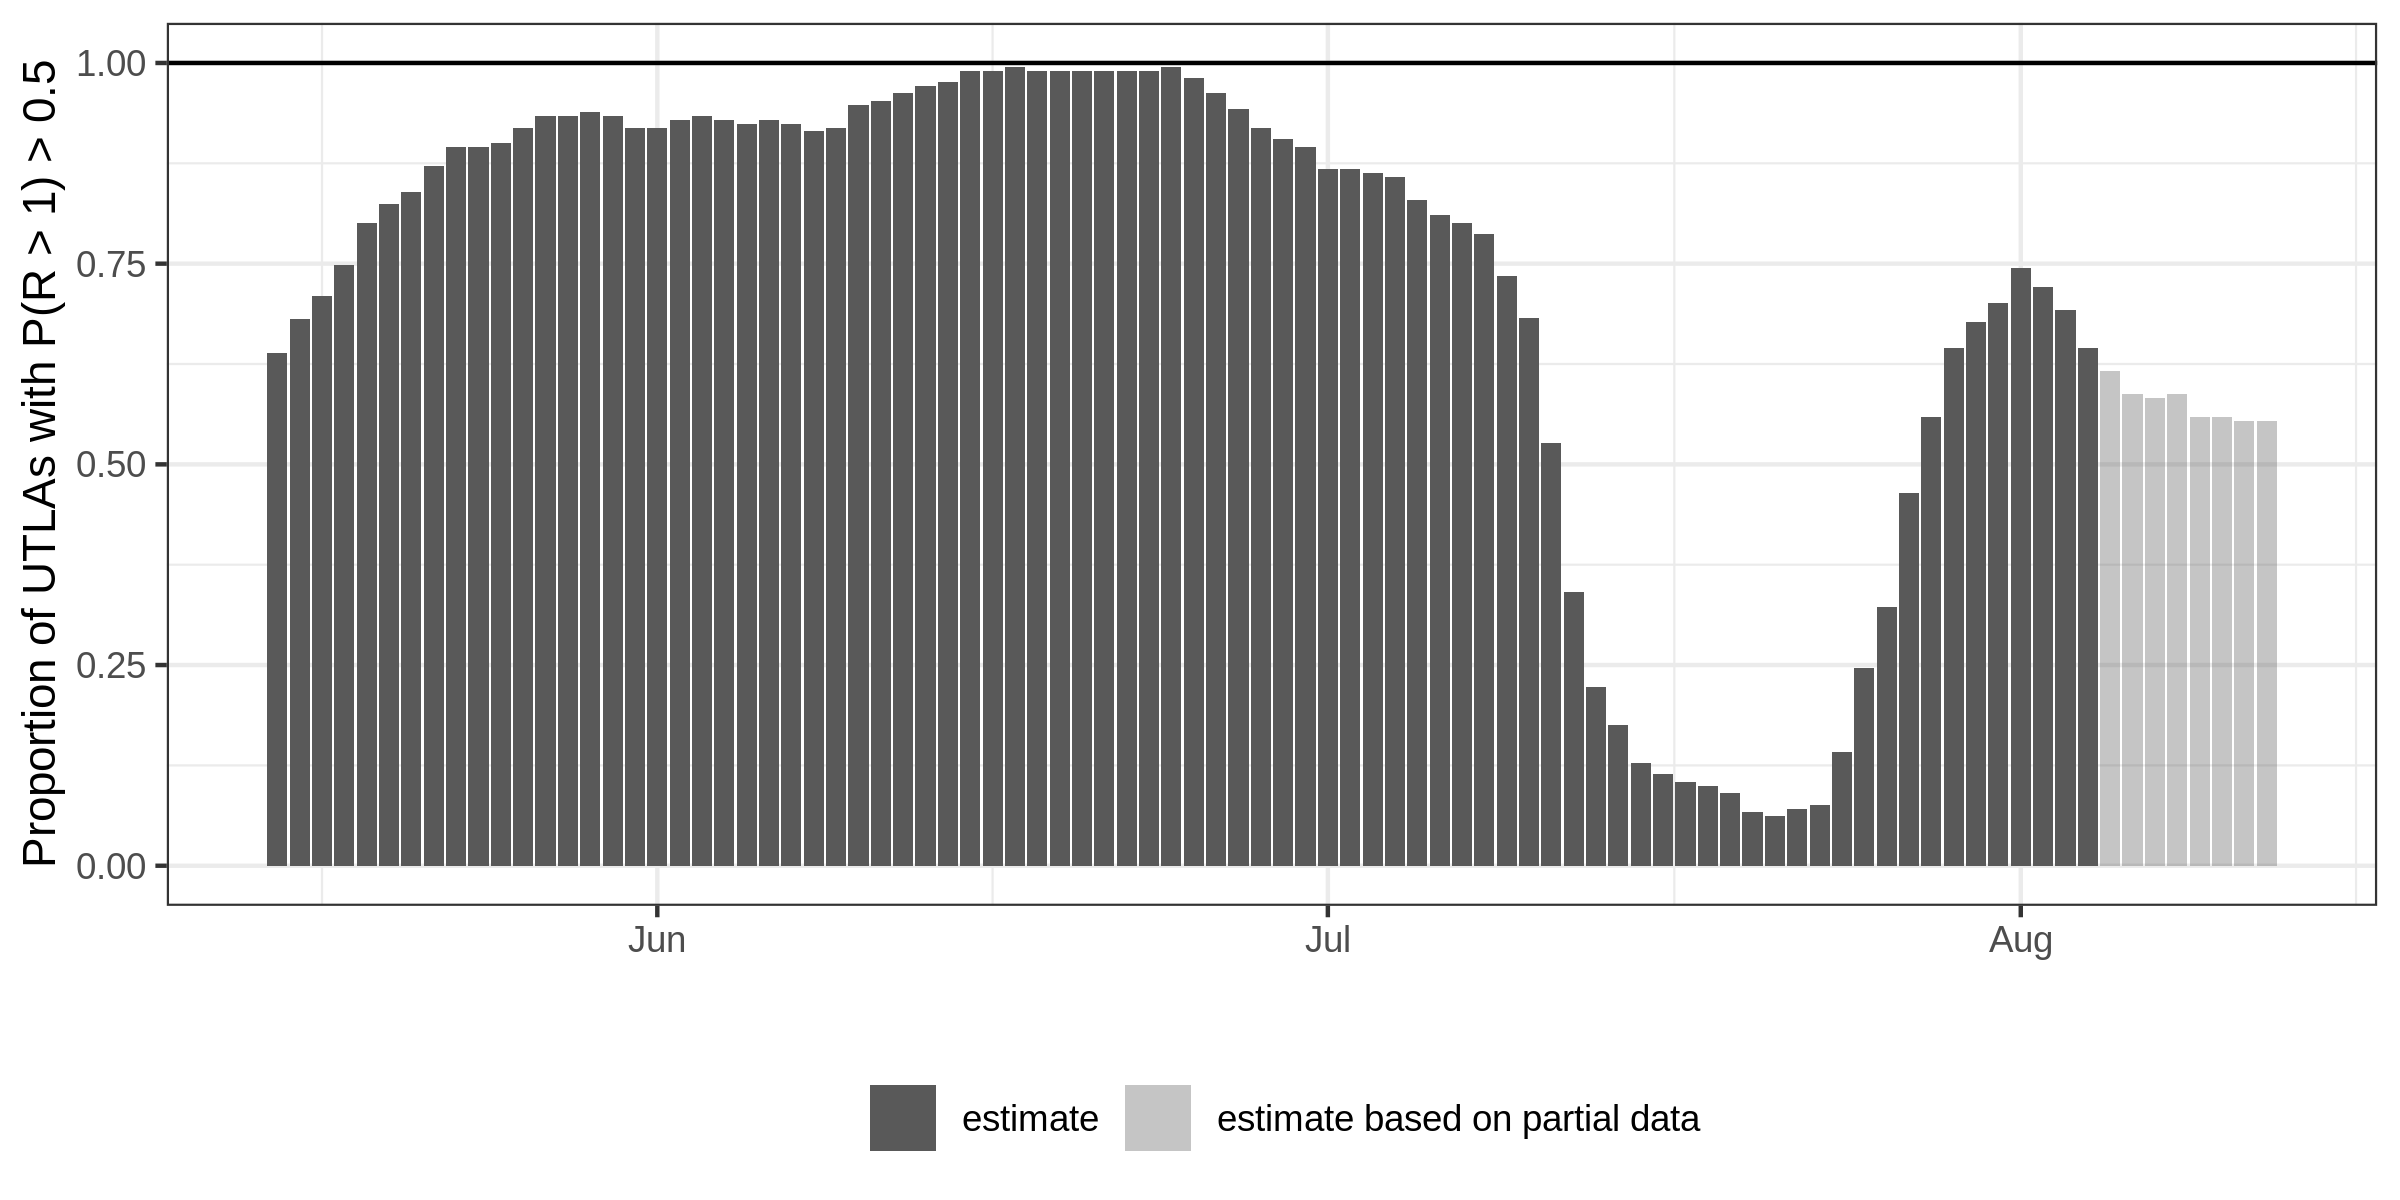 Proportion of UTLAs with P(R > 1) > 0.5
1.00
0.75
0.50
0.25
0.00
Jun Jul Aug
estimate estimate based on partial data